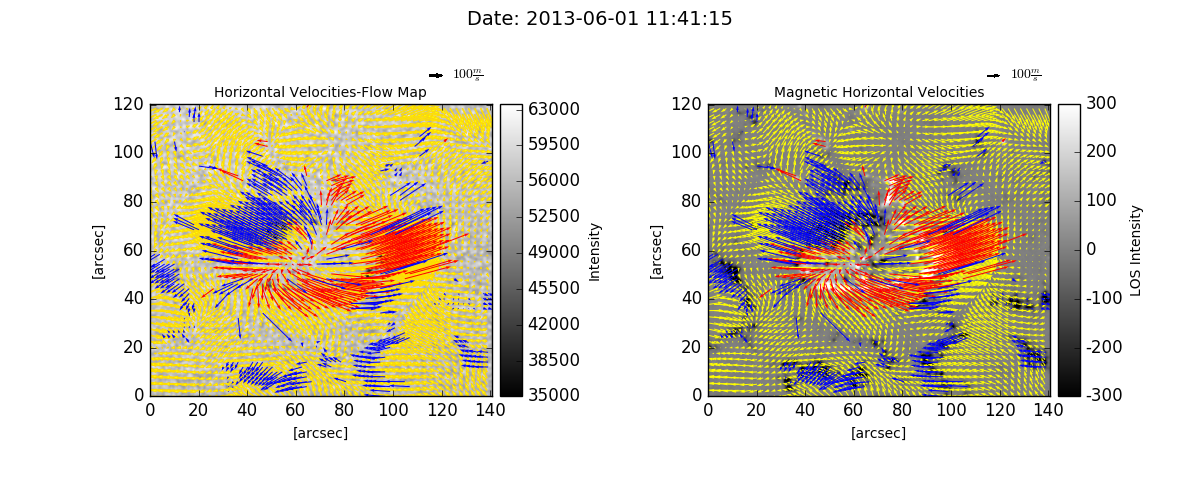 Date: 2013-06-01 11:41:15
100 m/s
100 m/s
Horizontal Velocities-Flow Map
Magnetic Horizontal Velocities
120
100
80
60
40
20
0
[arcsec]
0 20 40 60 80 100 120 140
[arcsec]
63000
59500
56000
52500
49000
45500
42000
38500
35000
Intensity
120
100
80
60
40
20
0
[arcsec]
0 20 40 60 80 100 120 140
[arcsec]
300
200
100
0
-100
-200
-300
LOS Intensity